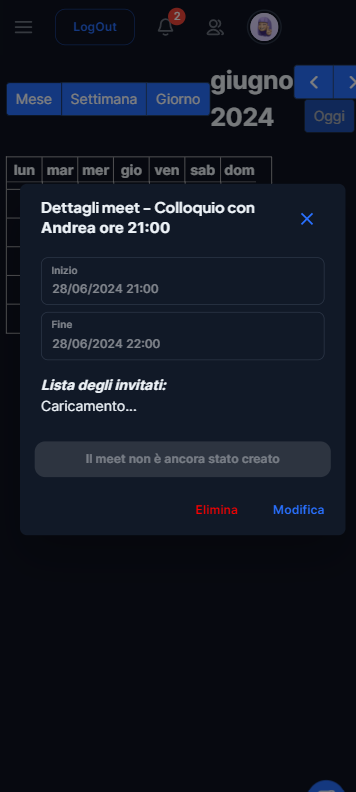 LogOut
2
giugno
2024
Mese
Settimana
Giorno
Oggi
lun mar mer gio ven sab dom
Dettagli meet - Colloquio con
Andrea ore 21:00
Inizio
28/06/2024 21:00
Fine
28/06/2024 22:00
Lista degli invitati:
Caricamento...
Il meet non è ancora stato creato
Elimina
Modifica